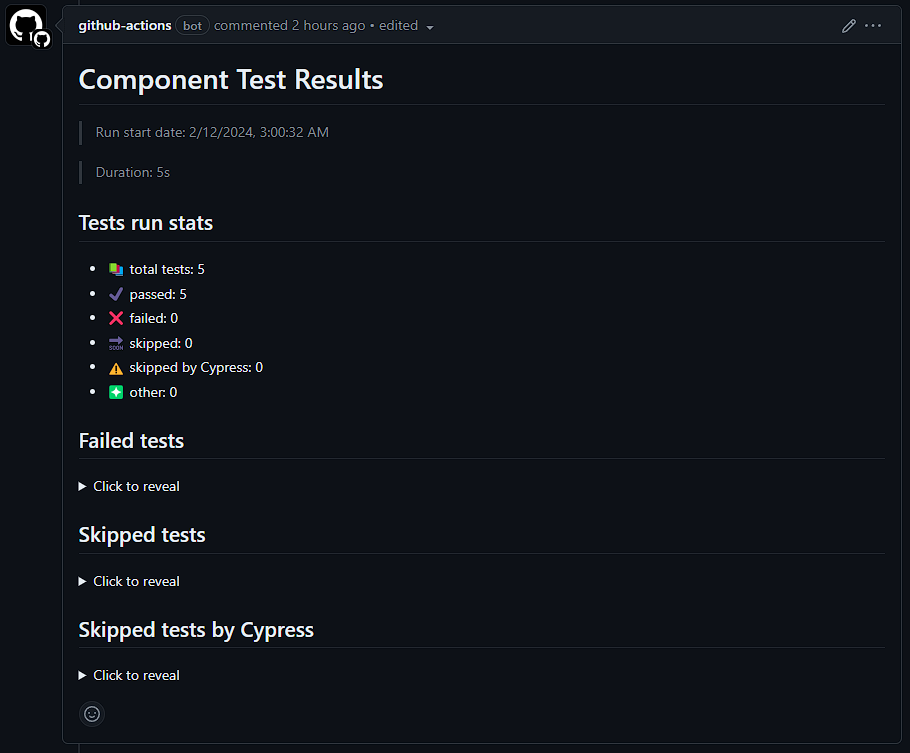 github-actions bot commented 2 hours ago • edited
Component Test Results
Run start date: 2/12/2024, 3:00:32 AM
Duration: 5s
Tests run stats
total tests: 5
passed: 5
failed: 0
SOON skipped: 0
skipped by Cypress: 0
other: 0
Failed tests
Click to reveal
Skipped tests
Click to reveal
Skipped tests by Cypress
Click to reveal